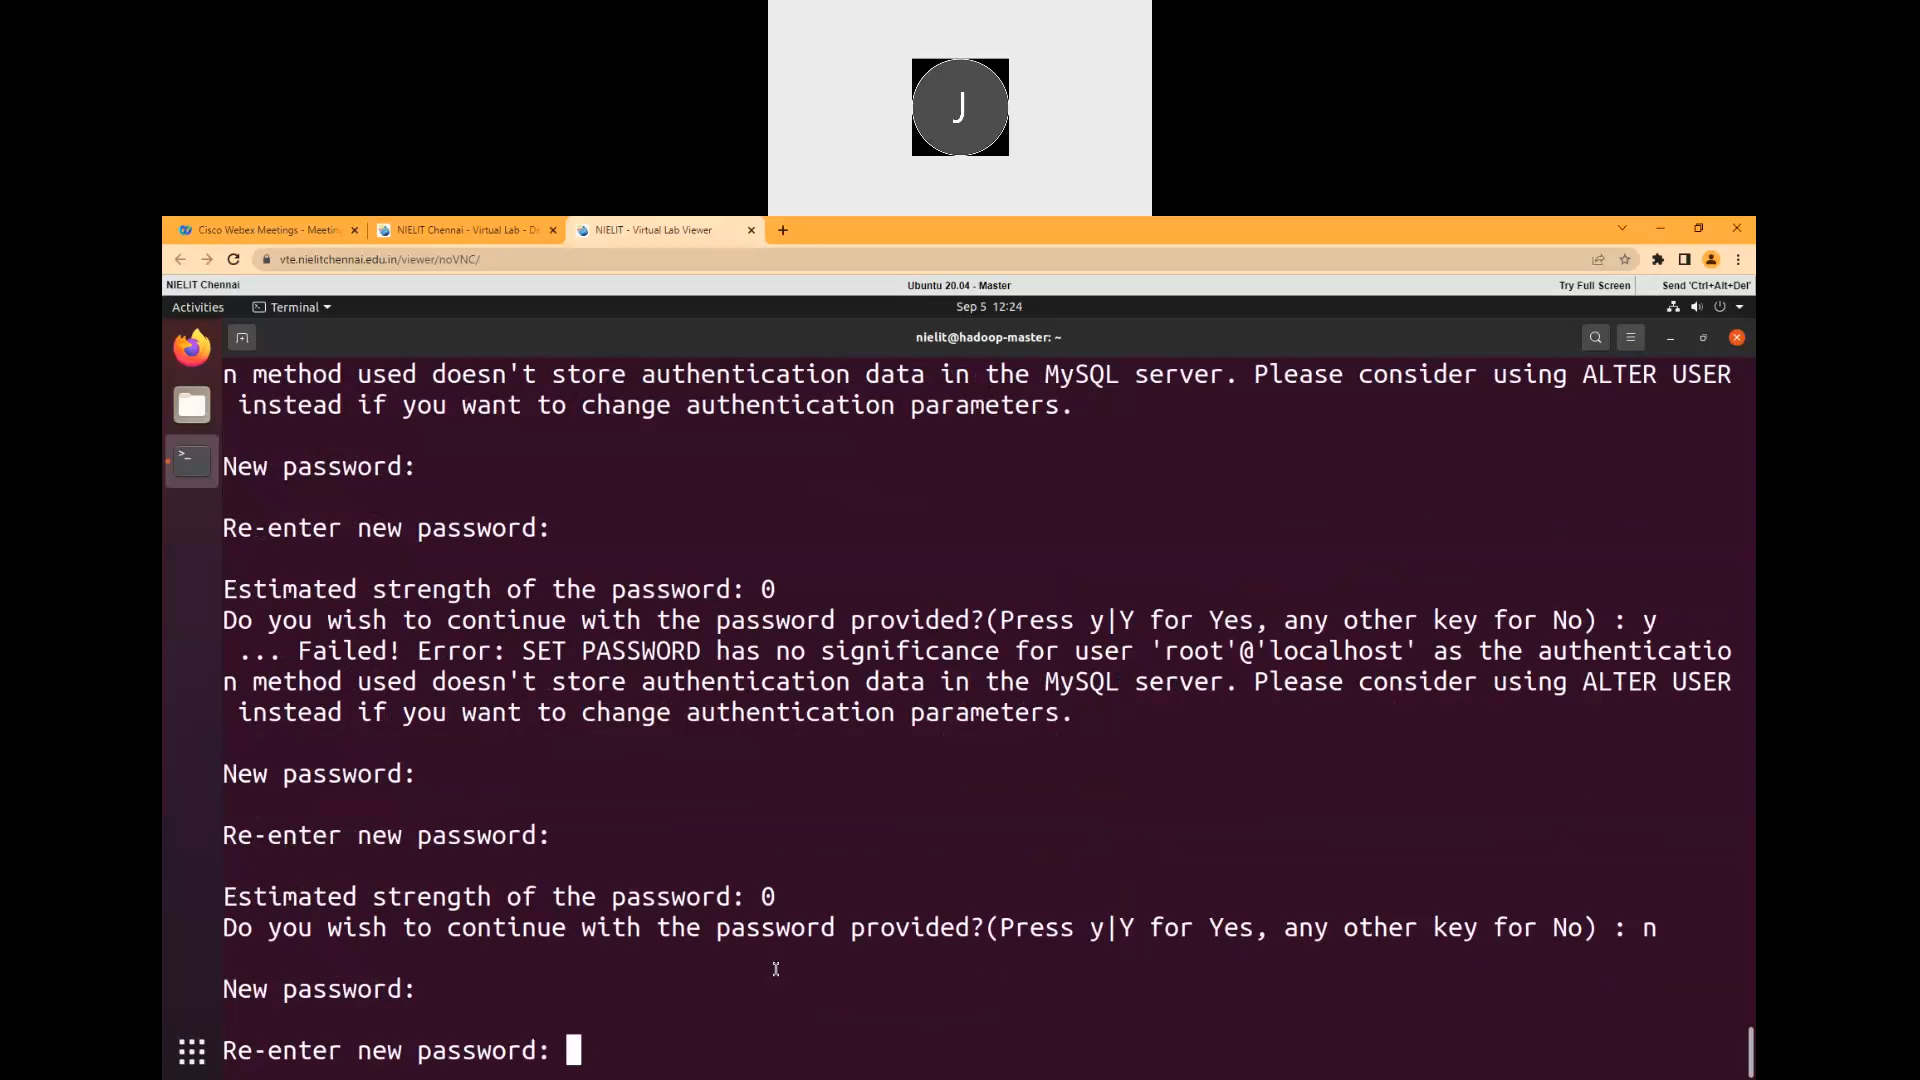 J
Cisco Webex Meetings - Meetin
NIELIT Chennai - Virtual Lab - D
NIELIT - Virtual Lab Viewer
vte.nielitchennai.edu.in/viewer/noVNC/
NIELIT Chennai
Ubuntu 20.04 - Master
Try Full Screen
Send 'Ctrl+Alt+Del'
Activities
Terminal
Sep 5 12:24
nielit@hadoop-master: ~
n method used doesn't store authentication data in the MySQL server. Please consider using ALTER USER
instead if you want to change authentication parameters.
New password:
Re-enter new password:
Estimated strength of the password: 0
Do you wish to continue with the password provided?(Press y|Y for Yes, any other key for No) : y
... Failed! Error: SET PASSWORD has no significance for user 'root'@'localhost' as the authenticatio
n method used doesn't store authentication data in the MySQL server. Please consider using ALTER USER
instead if you want to change authentication parameters.
New password:
Re-enter new password:
Estimated strength of the password: 0
Do you wish to continue with the password provided?(Press y|Y for Yes, any other key for No) : n
New password:
Re-enter new password: